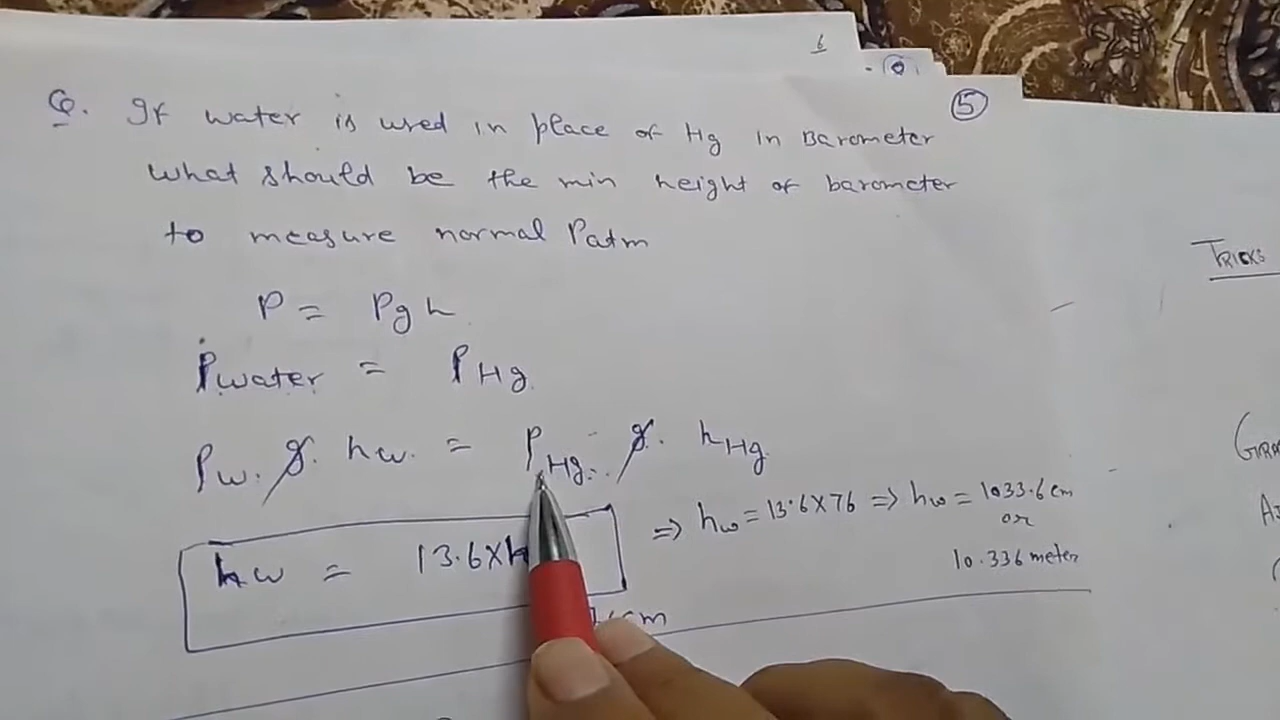 6
5
Q. If water is used in place of Hg in Barometer
what should be the min height of barometer
to measure normal Patm
P = ρgh
Pwater = PHg
ρw. g. hw. = ρHg. g. hHg
hw = 13.6×h
⇒ hw = 13.6×76 ⇒ hw = 1033.6 cm
or
10.336 meter
TRICKS